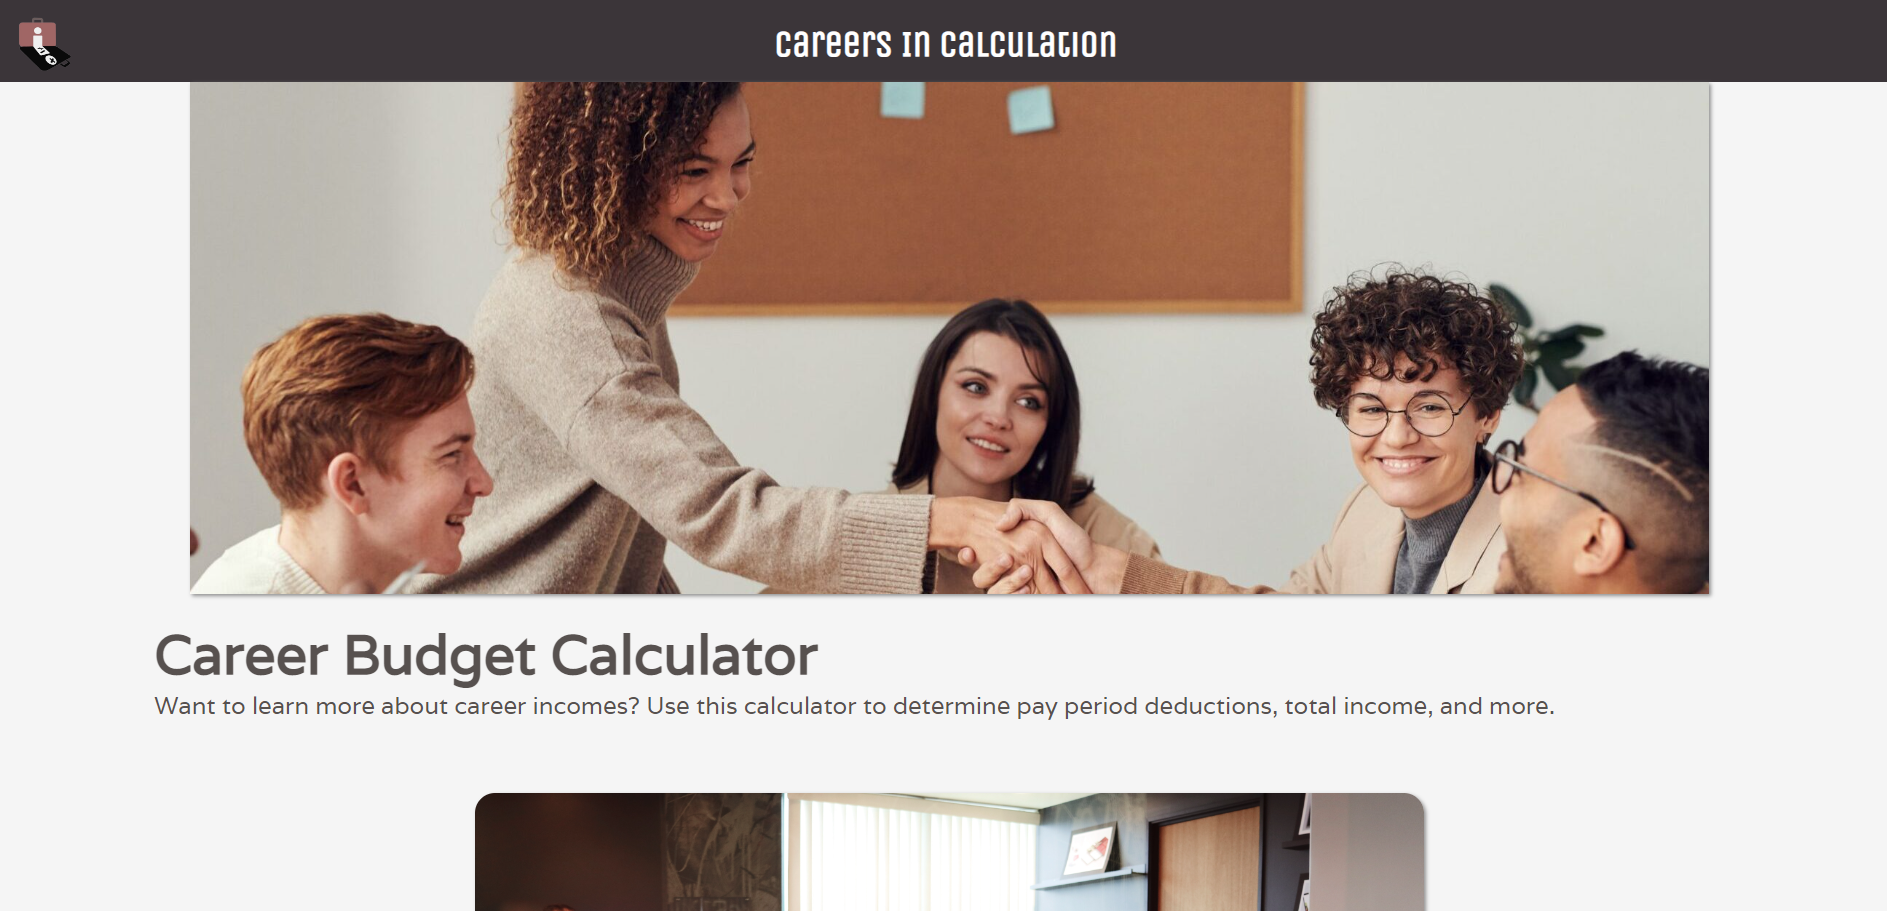 careers in calculation
Career Budget Calculator
Want to learn more about career incomes? Use this calculator to determine pay period deductions, total income, and more.